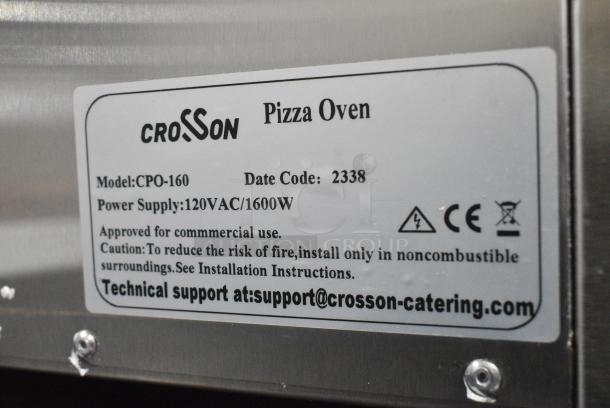 CROSSON Pizza Oven
Model:CPO-160 Date Code: 2338
Power Supply:120VAC/1600W
Approved for commmercial use.
Caution:To reduce the risk of fire,install only in noncombustible
surroundings.See Installation Instructions.
Technical support at:support@crosson-catering.com
CE